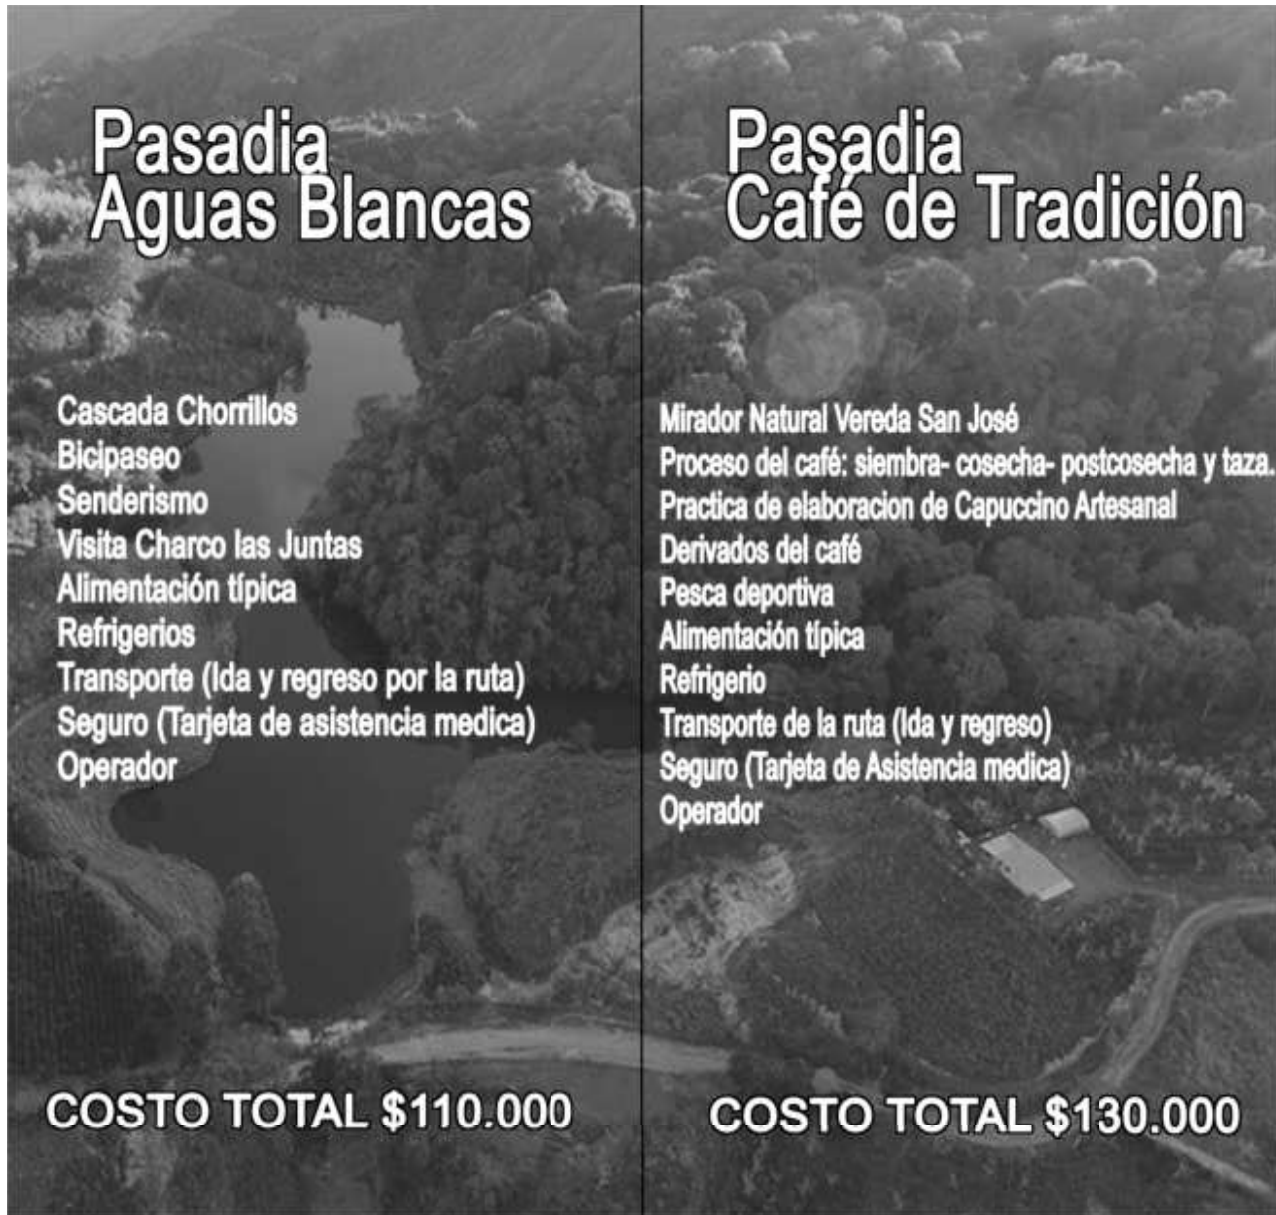 Pasadia
Aguas Blancas
Cascada Chorrillos
Bicipaseo
Senderismo
Visita Charco las Juntas
Alimentación típica
Refrigerios
Transporte (Ida y regreso por la ruta)
Seguro (Tarjeta de asistencia medica)
Operador
COSTO TOTAL $110.000
Pasadia
Café de Tradición
Mirador Natural Vereda San José
Proceso del café: siembra- cosecha- postcosecha y taza.
Practica de elaboracion de Capuccino Artesanal
Derivados del café
Pesca deportiva
Alimentación típica
Refrigerio
Transporte de la ruta (Ida y regreso)
Seguro (Tarjeta de Asistencia medica)
Operador
COSTO TOTAL $130.000